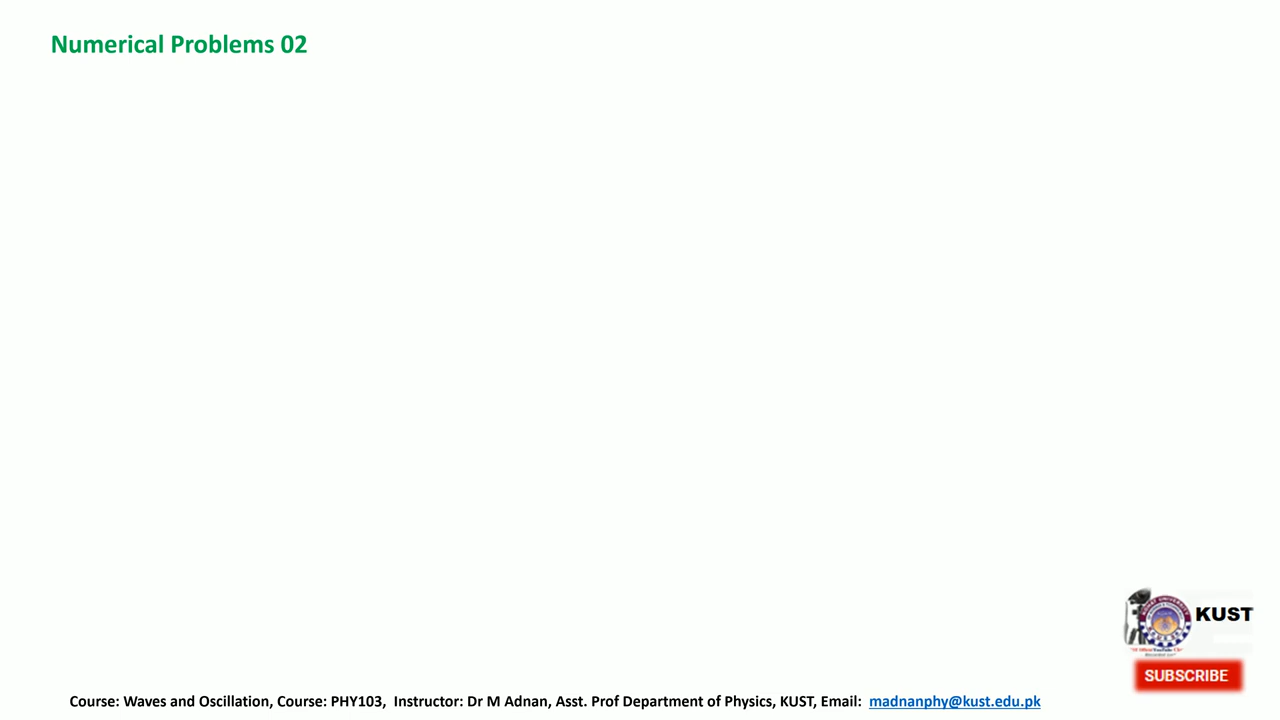 Numerical Problems 02
KUST
SUBSCRIBE
Course: Waves and Oscillation, Course: PHY103, Instructor: Dr M Adnan, Asst. Prof Department of Physics, KUST, Email: madnanphy@kust.edu.pk